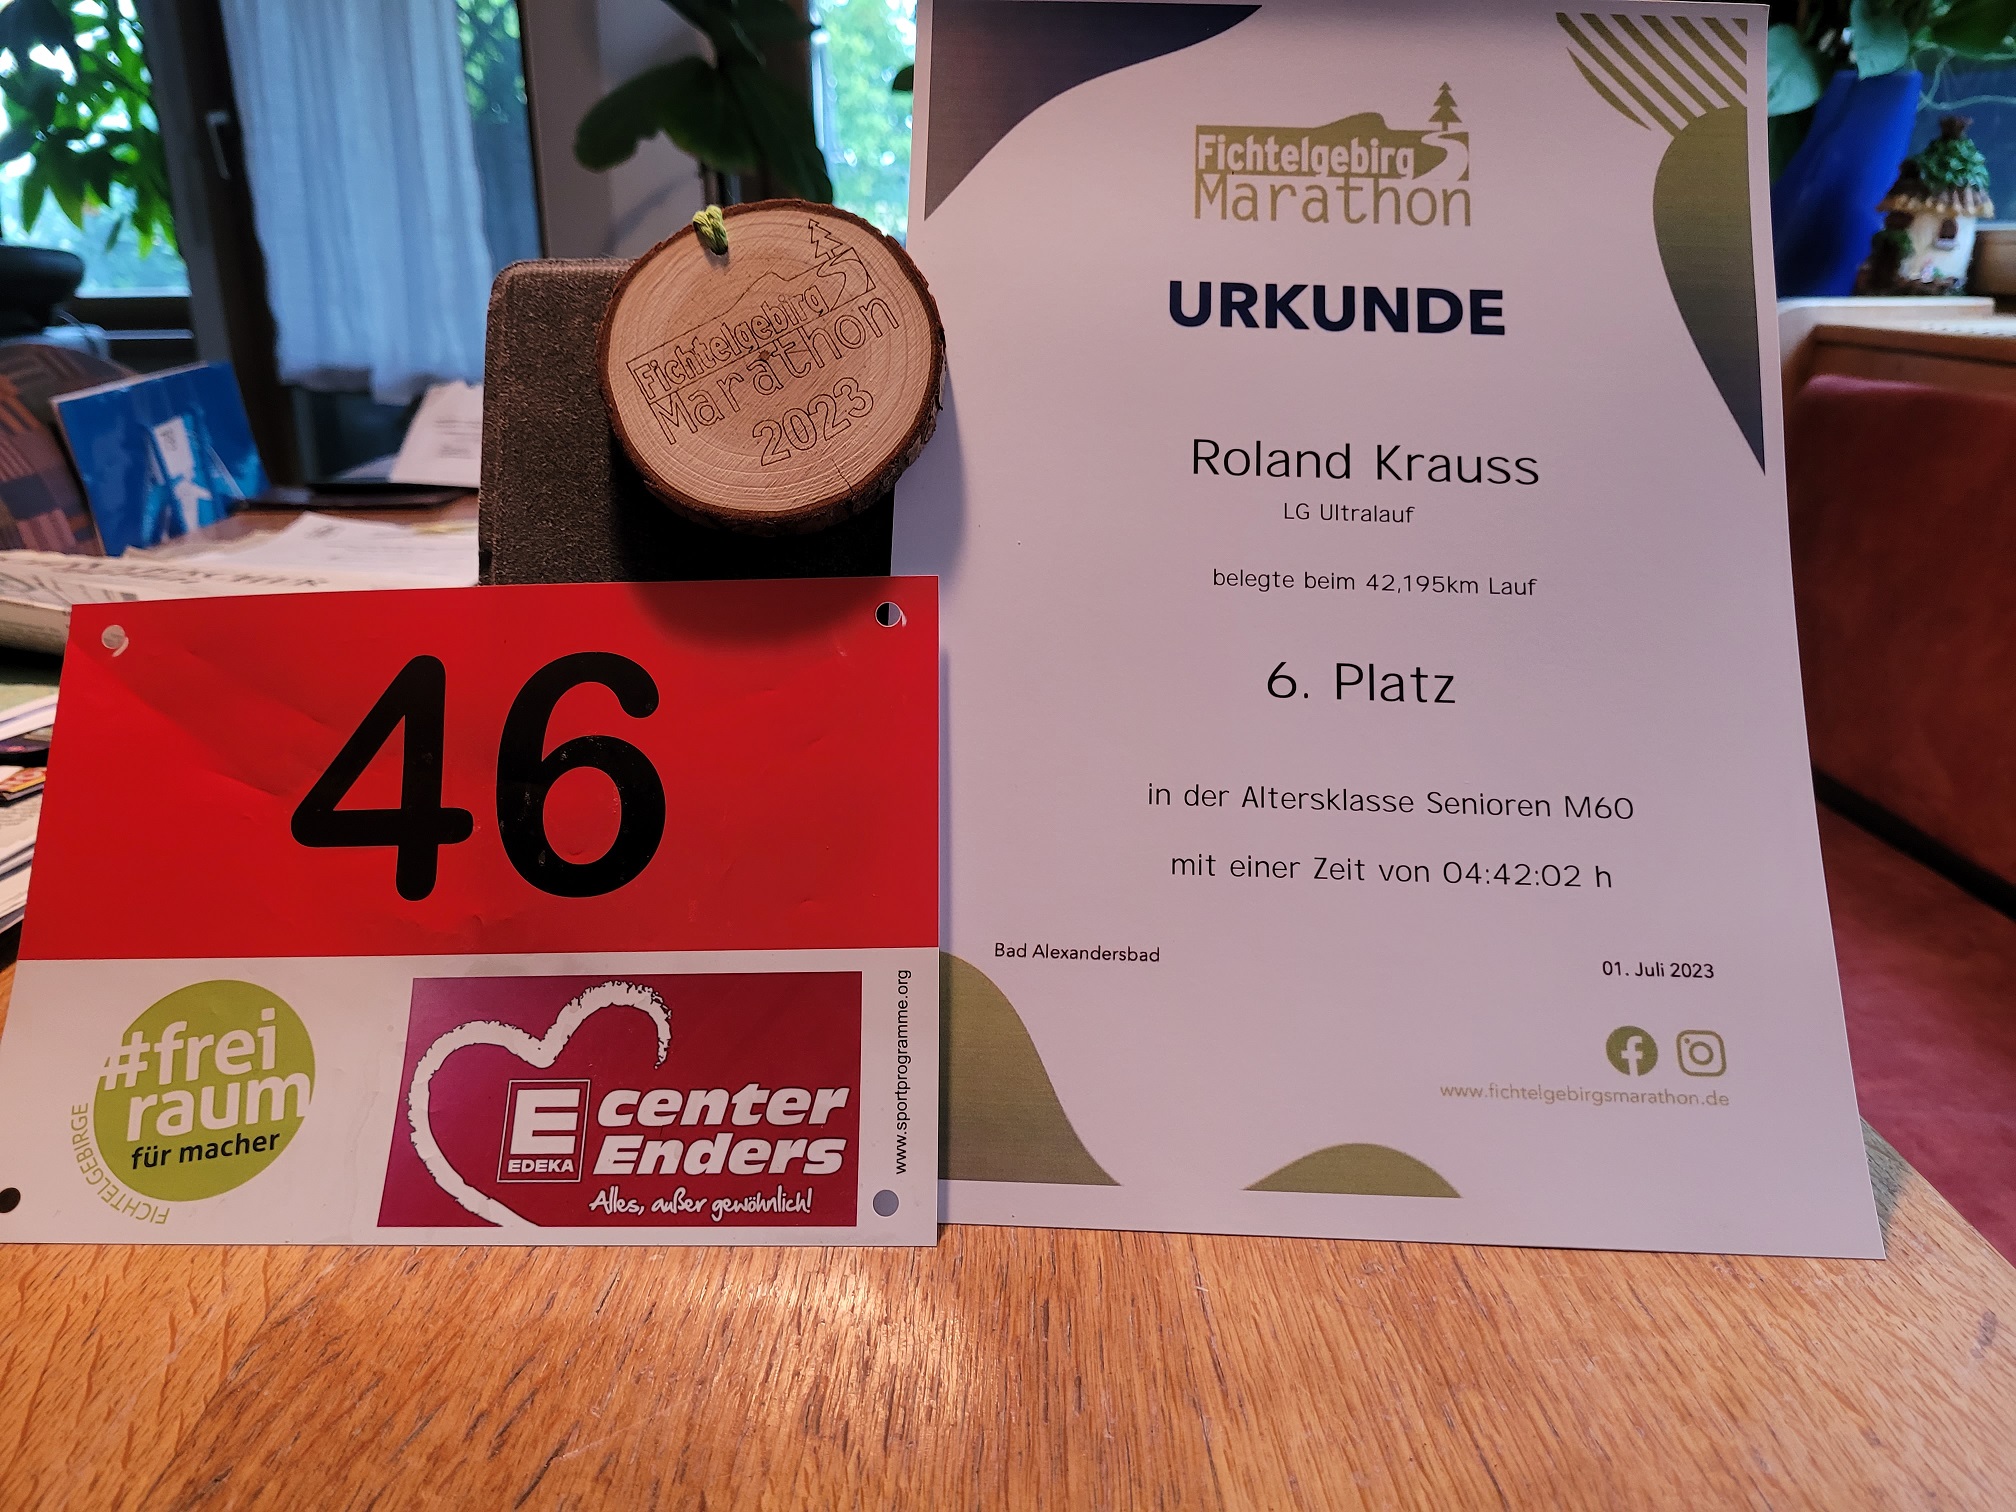 Fichtelgebirg
Marathon
2023
46
#frei
raum
für macher
FICHTELGEBIRGE
E
EDEKA
center
Enders
Alles, außer gewöhnlich!
www.sportprogramme.org
Fichtelgebirg
Marathon
URKUNDE
Roland Krauss
LG Ultralauf
belegte beim 42,195km Lauf
6. Platz
in der Altersklasse Senioren M60
mit einer Zeit von 04:42:02 h
Bad Alexandersbad
01. Juli 2023
www.fichtelgebirgsmarathon.de